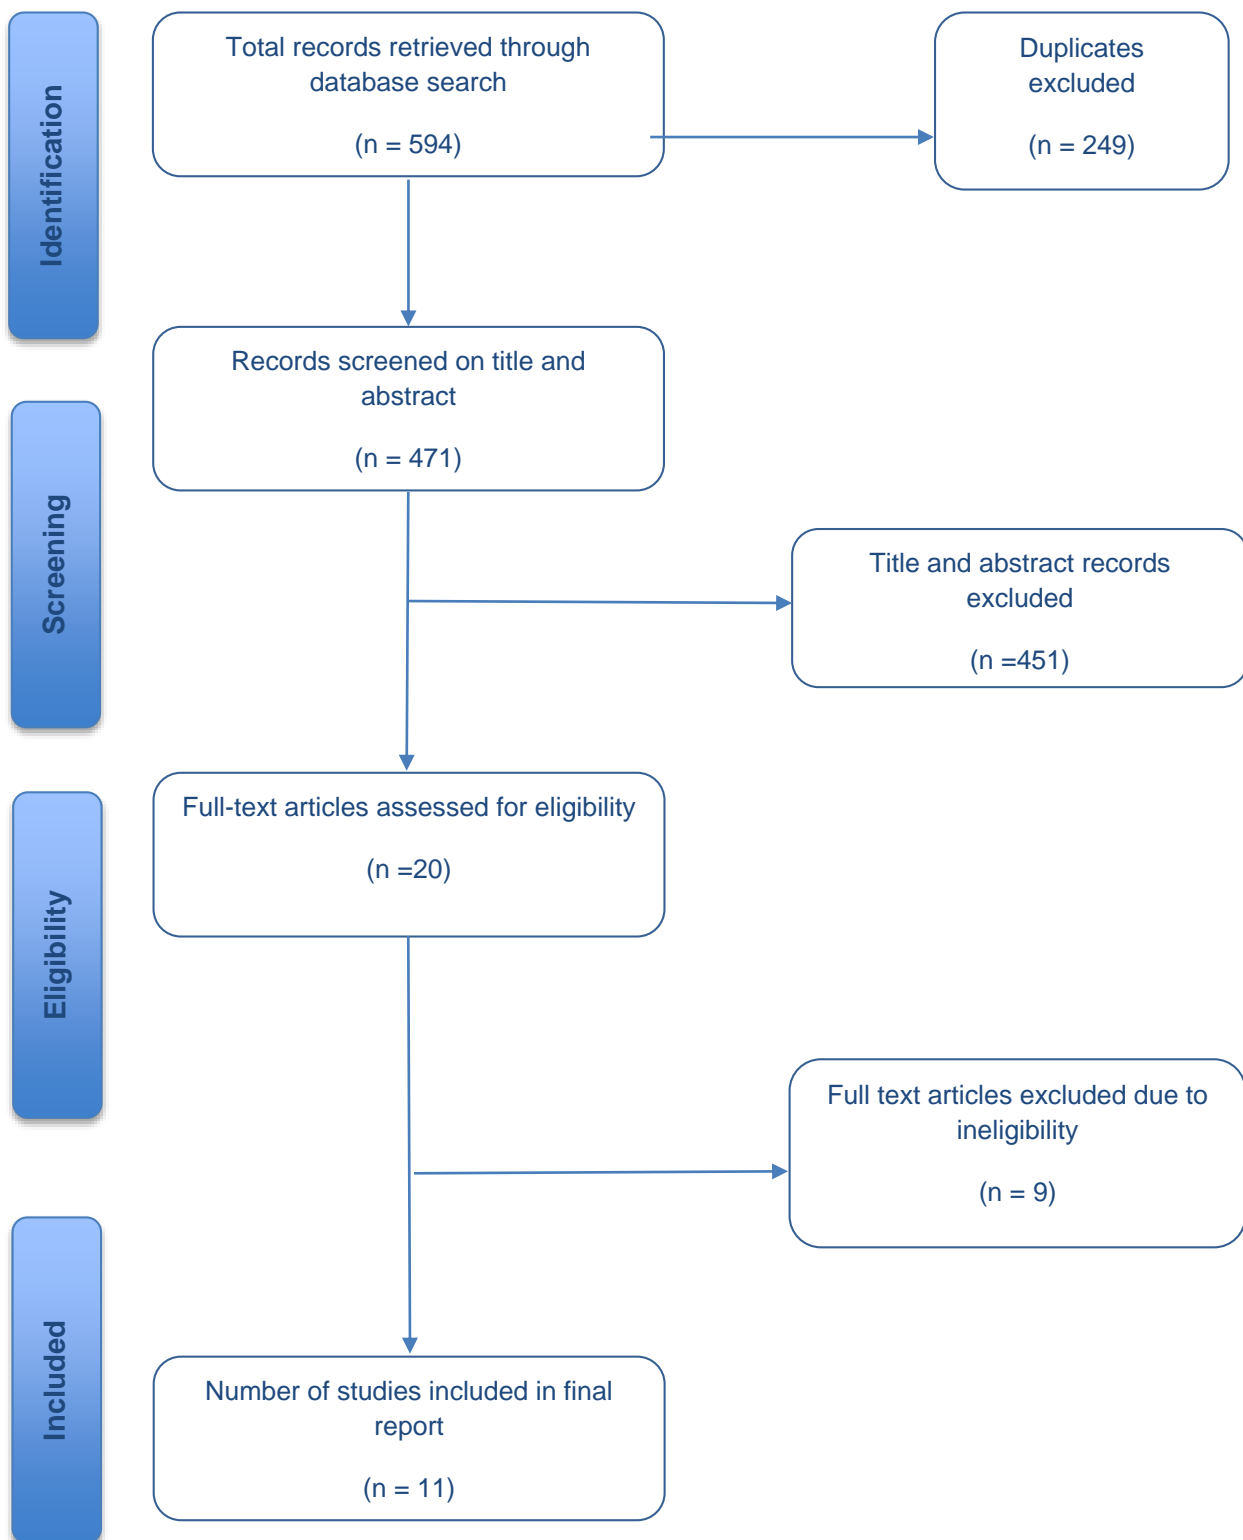 Identification
Total records retrieved through
database search
(n = 594)
Duplicates
excluded
(n = 249)
Records screened on title and
abstract
(n = 471)
Screening
Title and abstract records
excluded
(n =451)
Full-text articles assessed for eligibility
(n =20)
Eligibility
Full text articles excluded due to
ineligibility
(n = 9)
Included
Number of studies included in final
report
(n = 11)